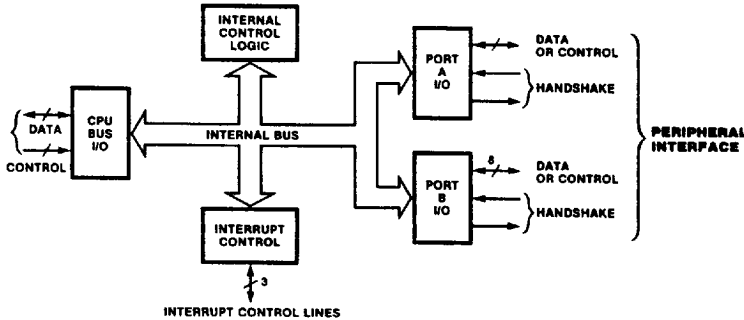 INTERNAL
CONTROL
LOGIC
CPU
BUS
I/O
DATA
CONTROL
INTERNAL BUS
INTERRUPT
CONTROL
3
INTERRUPT CONTROL LINES
PORT
A
I/O
DATA
OR CONTROL
HANDSHAKE
PORT
B
I/O
8
DATA
OR CONTROL
HANDSHAKE
PERIPHERAL
INTERFACE